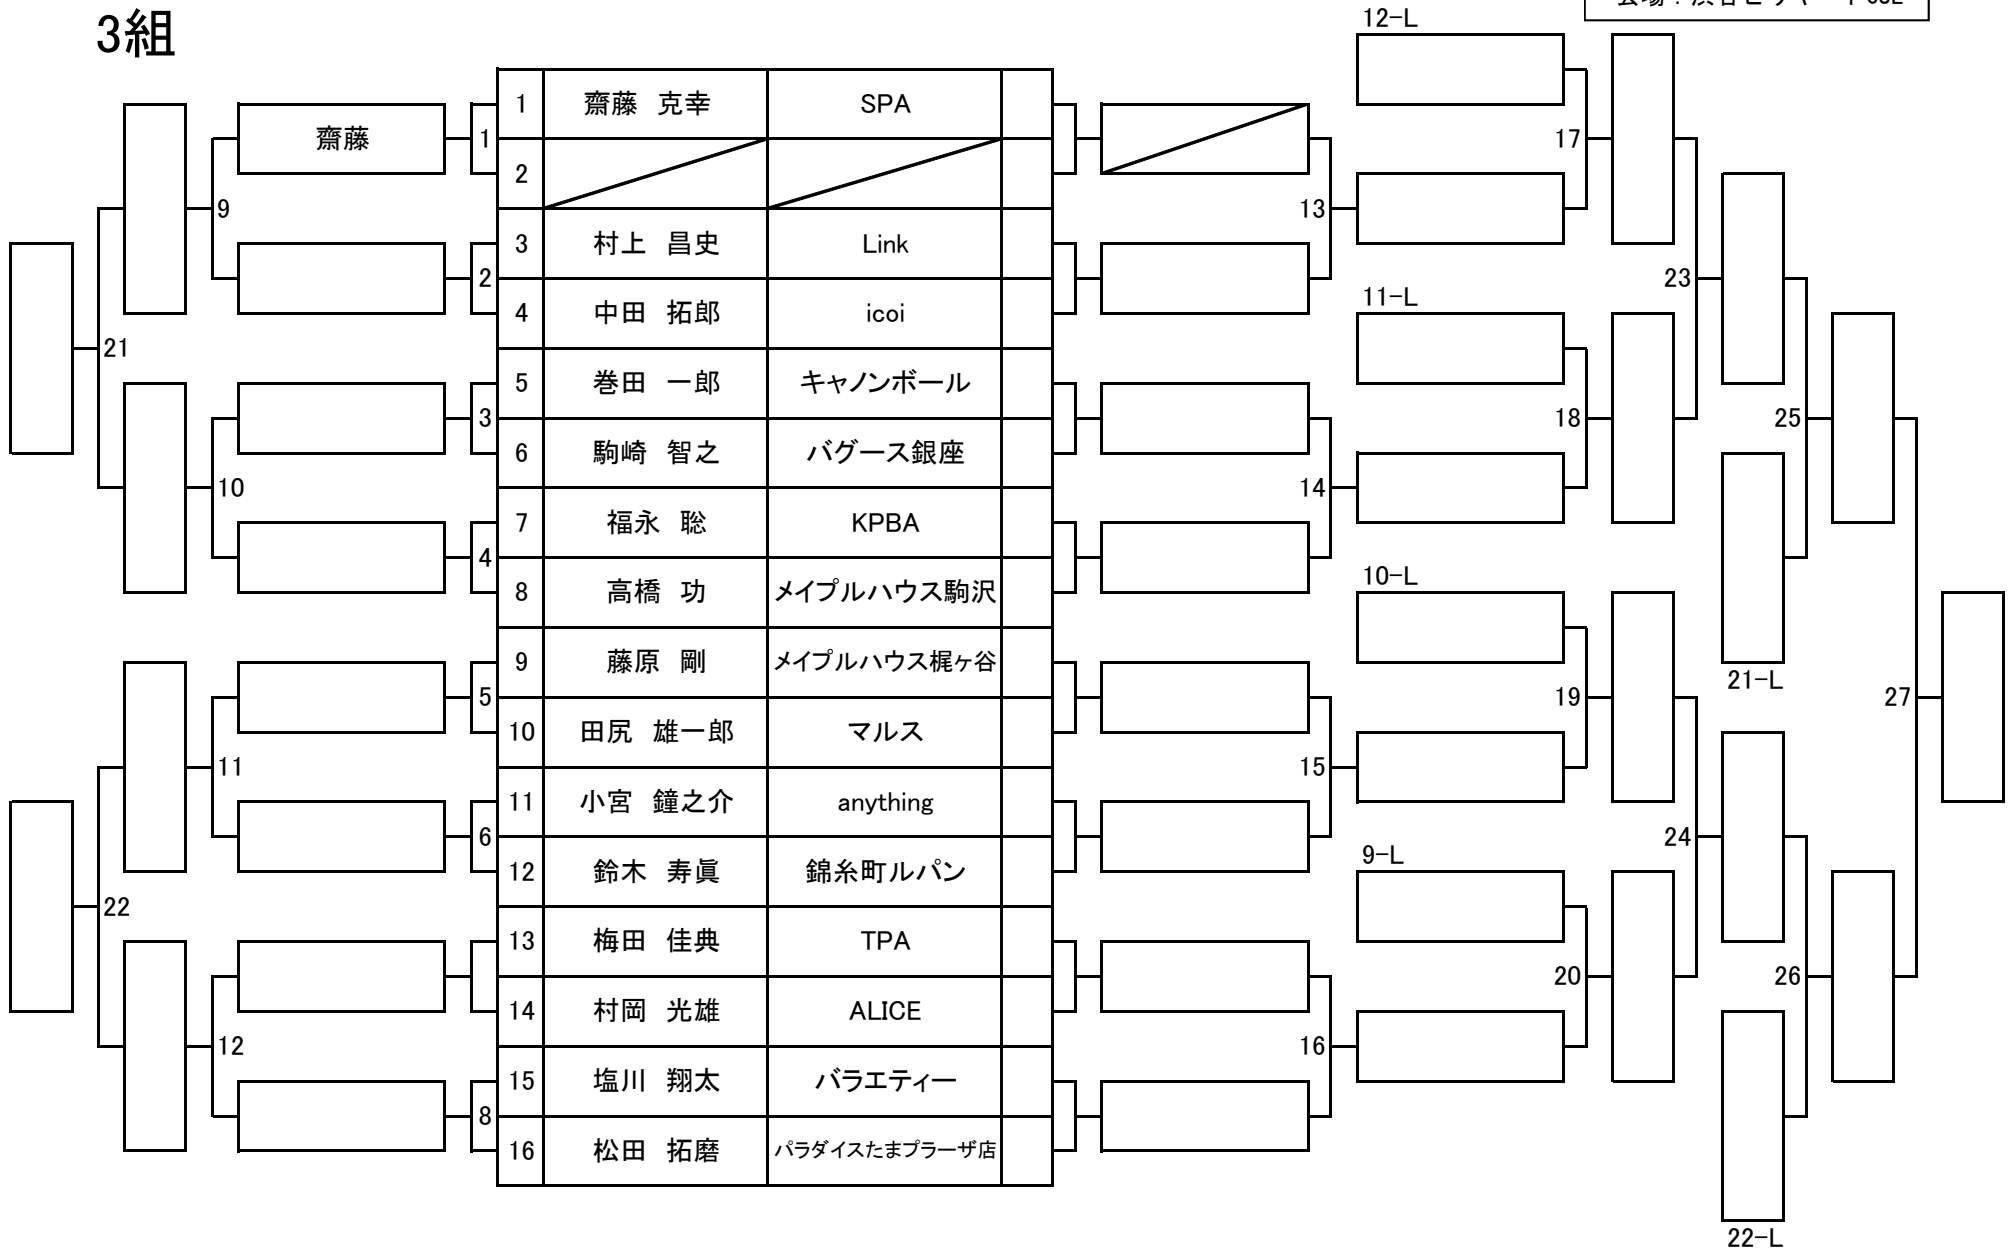 3組
12-L
1 齋藤 克幸 SPA
齋藤
1
17
2
9
13
3 村上 昌史 Link
2
23
4 中田 拓郎 icoi
11-L
21
5 巻田 一郎 キャノンボール
3
18
25
6 駒崎 智之 バグース銀座
10
14
7 福永 聡 KPBA
4
8 高橋 功 メイプルハウス駒沢
10-L
9 藤原 剛 メイプルハウス梶ヶ谷
5
19
21-L
27
10 田尻 雄一郎 マルス
11
15
11 小宮 鐘之介 anything
6
24
12 鈴木 寿眞 錦糸町ルパン
9-L
22
13 梅田 佳典 TPA
20
26
14 村岡 光雄 ALICE
12
16
15 塩川 翔太 バラエティー
8
16 松田 拓磨 パラダイスたまプラーザ店
22-L